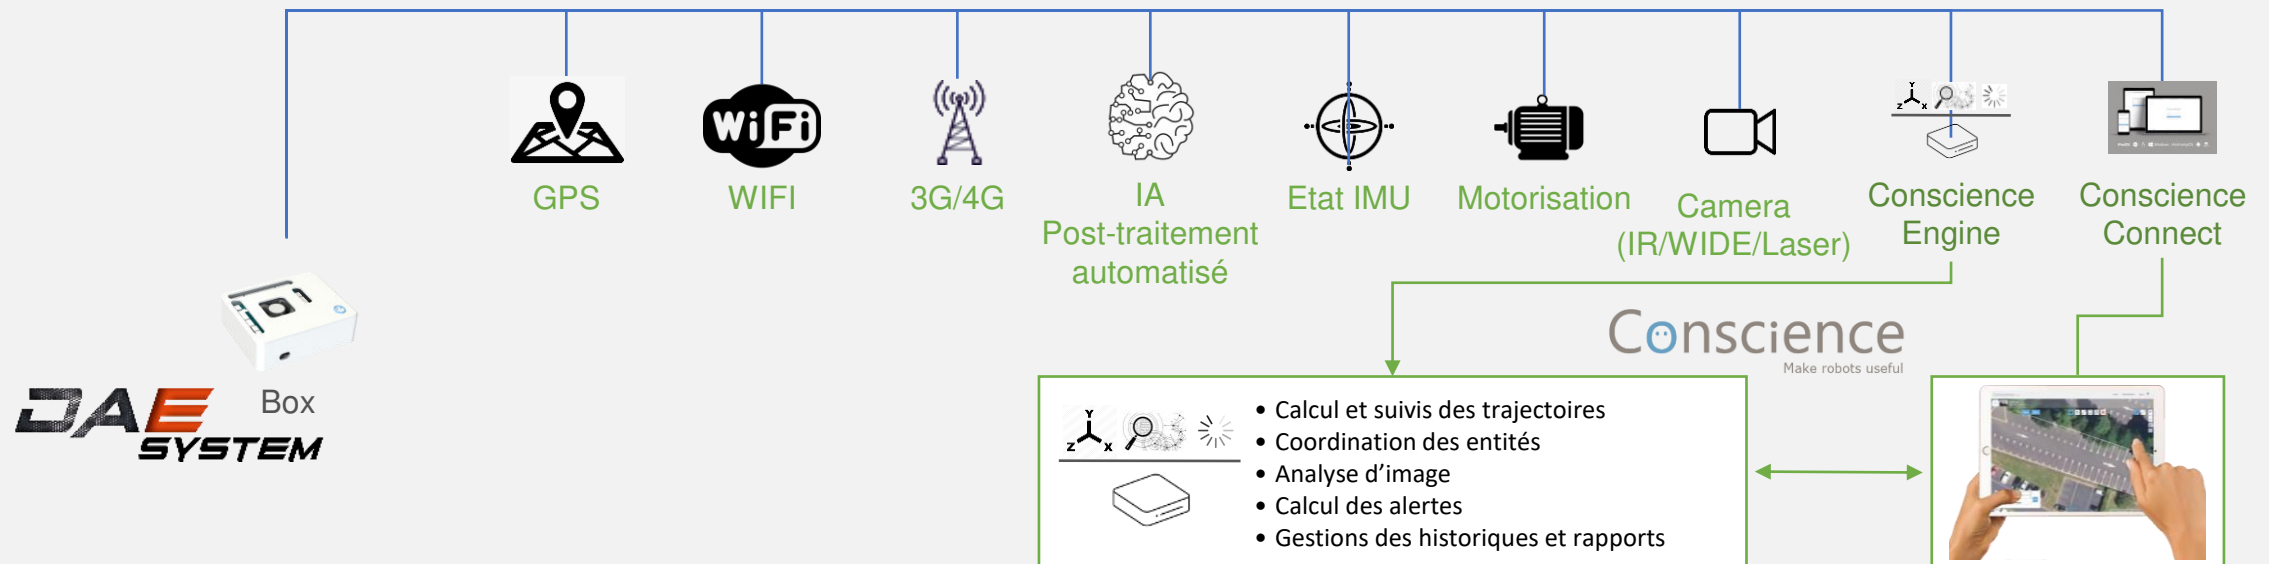 WiFi
GPS
WIFI
3G/4G
IA
Post-traitement
automatisé
Etat IMU
Motorisation
Camera
(IR/WIDE/Laser)
Y
Z X
Conscience
Engine
Conscience
Connect
Conscience
Make robots useful
Box
DAE
SYSTEM
Y
Z X
• Calcul et suivis des trajectoires
• Coordination des entités
• Analyse d’image
• Calcul des alertes
• Gestions des historiques et rapports